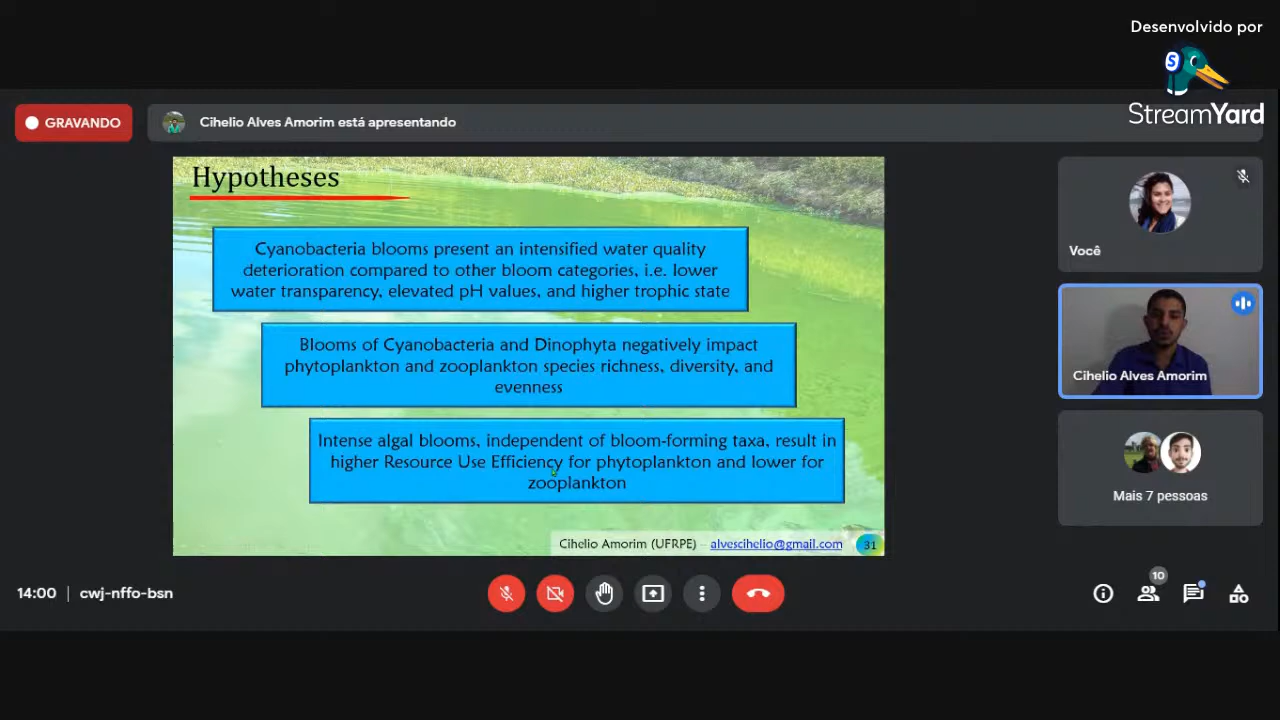 Desenvolvido por
S
StreamYard
GRAVANDO
Cihelio Alves Amorim está apresentando
Hypotheses
Cyanobacteria blooms present an intensified water quality
deterioration compared to other bloom categories, i.e. lower
water transparency, elevated pH values, and higher trophic state
Blooms of Cyanobacteria and Dinophyta negatively impact
phytoplankton and zooplankton species richness, diversity, and
evenness
Intense algal blooms, independent of bloom-forming taxa, result in
higher Resource Use Efficiency for phytoplankton and lower for
zooplankton
Cihelio Amorim (UFRPE) alvescihelio@gmail.com 31
Você
Cihelio Alves Amorim
Mais 7 pessoas
14:00 | cwj-nffo-bsn
10